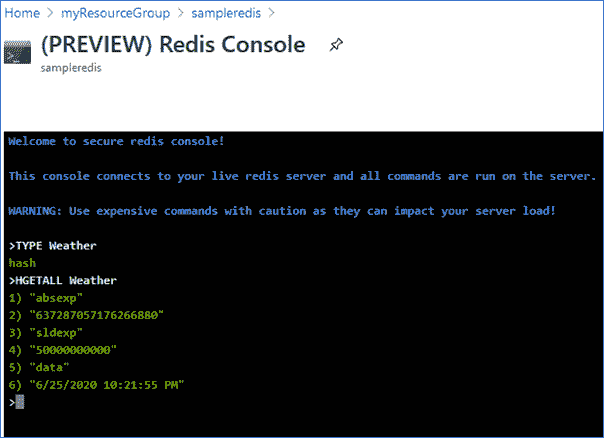 Home > myResourceGroup > sampleredis >
(PREVIEW) Redis Console
sampleredis
Welcome to secure redis console!
This console connects to your live redis server and all commands are run on the server.
WARNING: Use expensive commands with caution as they can impact your server load!
>TYPE Weather
hash
>HGETALL Weather
1) "absexp"
2) "637287057176266880"
3) "sldexp"
4) "50000000000"
5) "data"
6) "6/25/2020 10:21:55 PM"
>